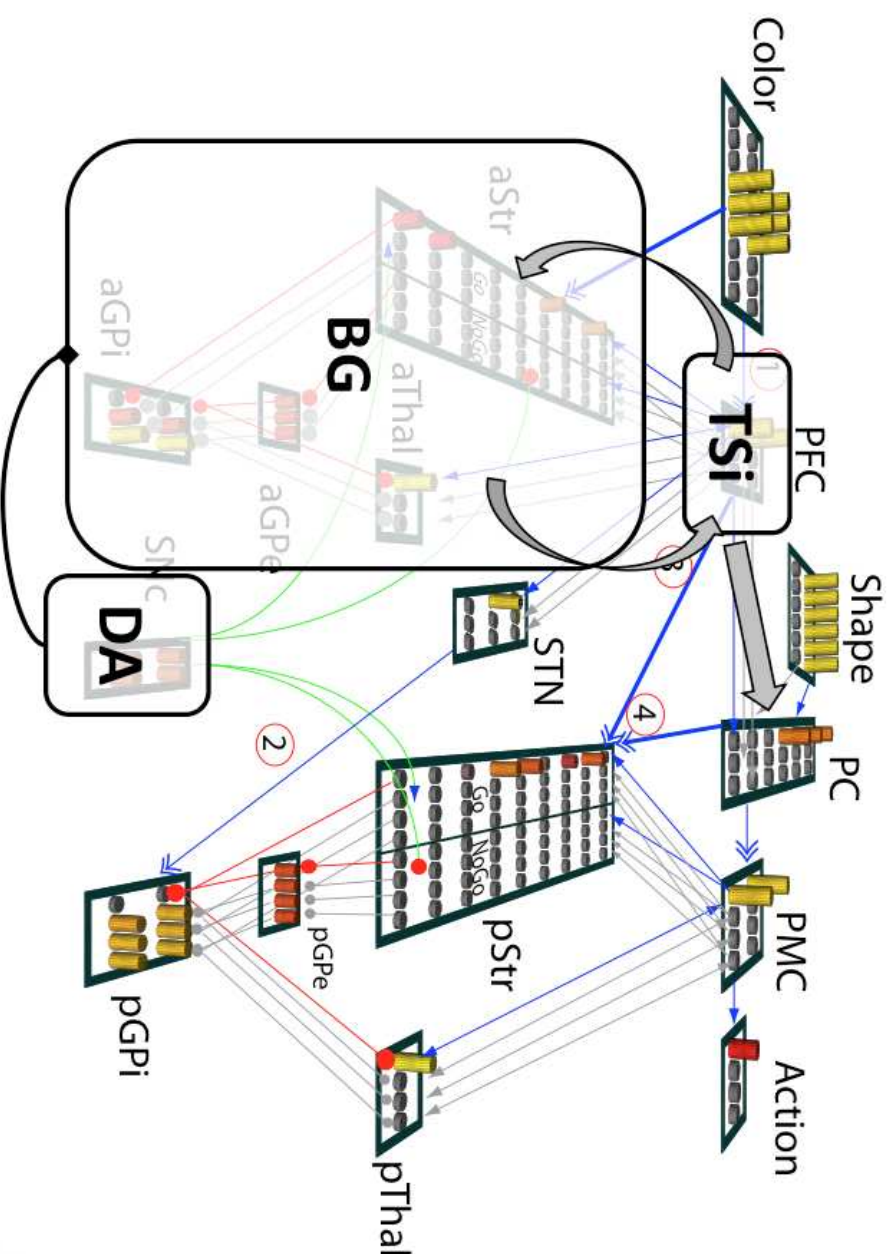 Color
PFC
Shape
PC
PMC
Action
TSi
1
3
4
2
aStr
Go
NoGo
BG
aThal
aGPi
aGPe
SNc
DA
STN
pStr
Go
NoGo
pGPe
pGPi
pThal